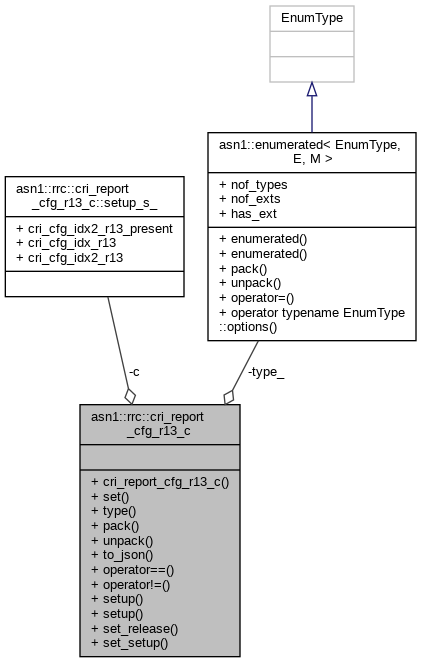 EnumType
asn1::enumerated< EnumType,
E, M >
+ nof_types
+ nof_exts
+ has_ext
+ enumerated()
+ enumerated()
+ pack()
+ unpack()
+ operator=()
+ operator typename EnumType
::options()
asn1::rrc::cri_report
_cfg_r13_c::setup_s_
+ cri_cfg_idx2_r13_present
+ cri_cfg_idx_r13
+ cri_cfg_idx2_r13
-c
-type_
asn1::rrc::cri_report
_cfg_r13_c
+ cri_report_cfg_r13_c()
+ set()
+ type()
+ pack()
+ unpack()
+ to_json()
+ operator==()
+ operator!=()
+ setup()
+ setup()
+ set_release()
+ set_setup()